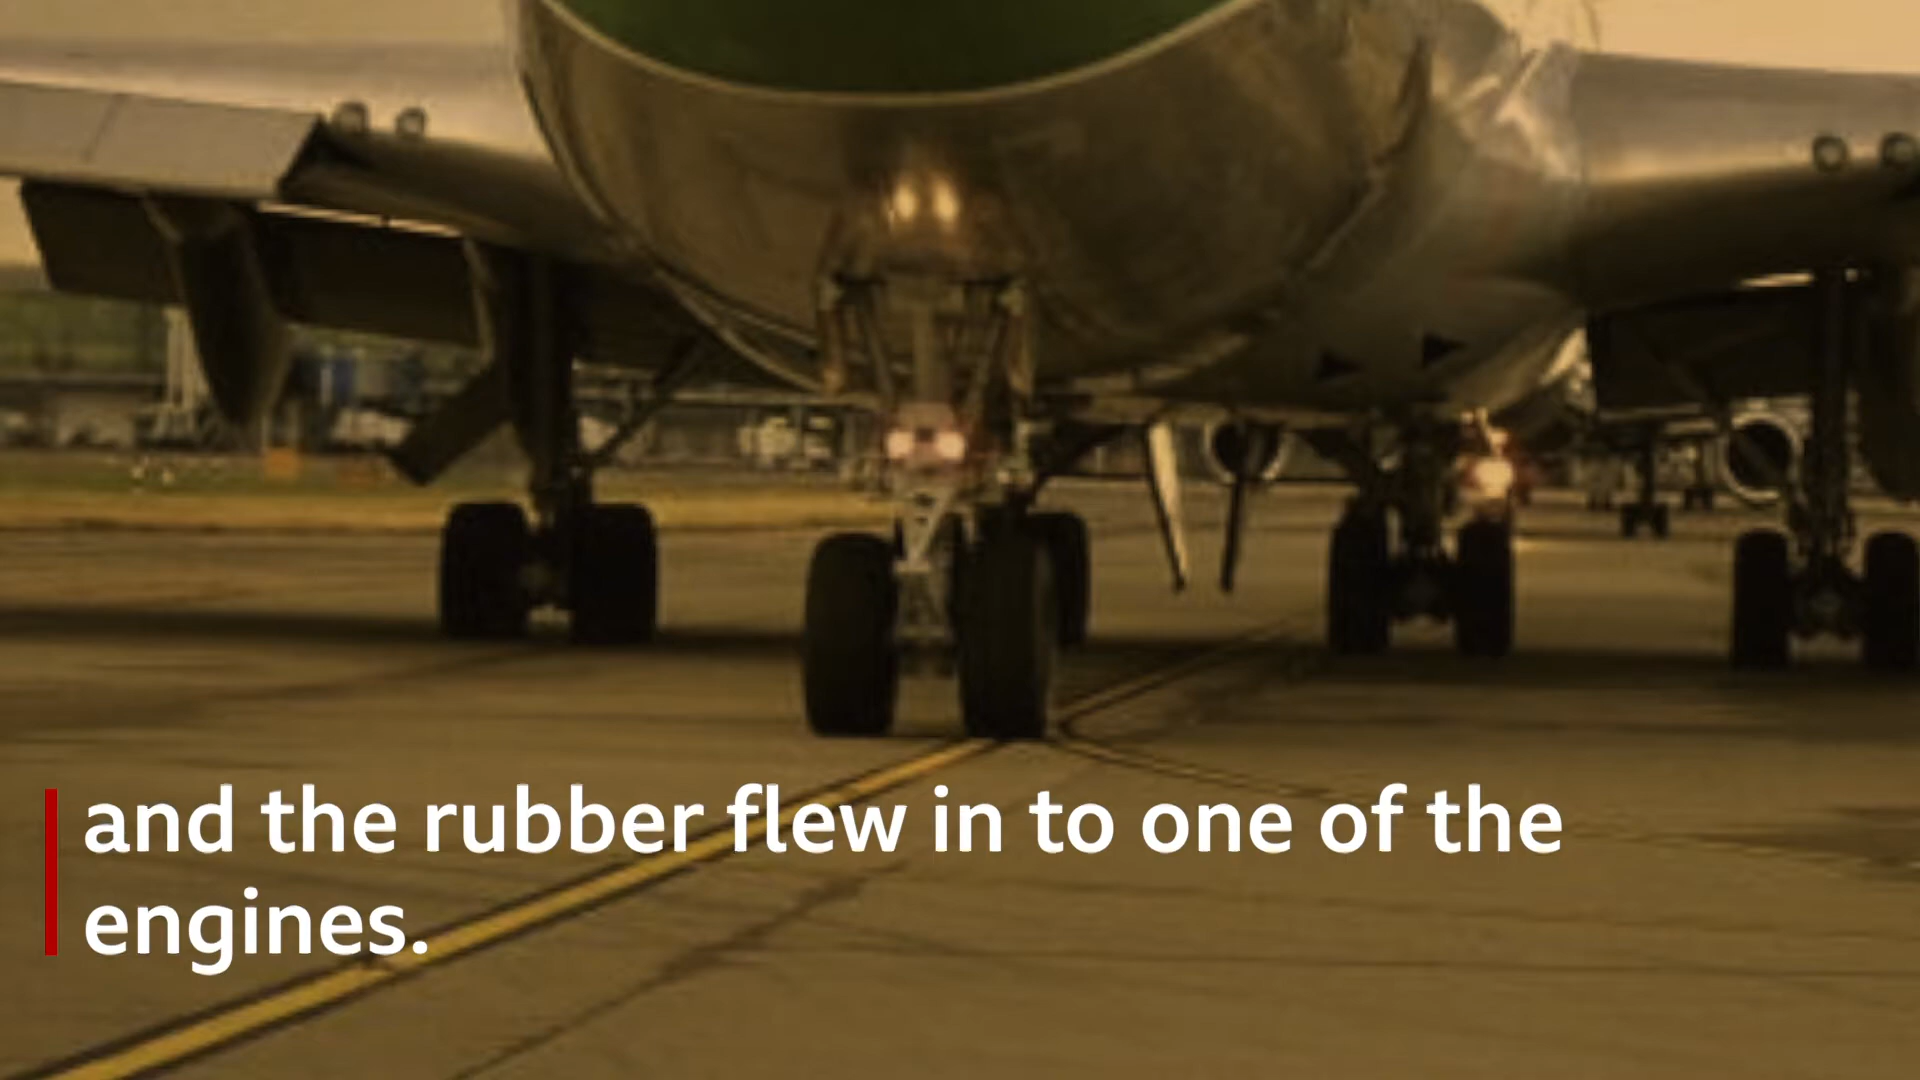 and the rubber flew in to one of the
engines.